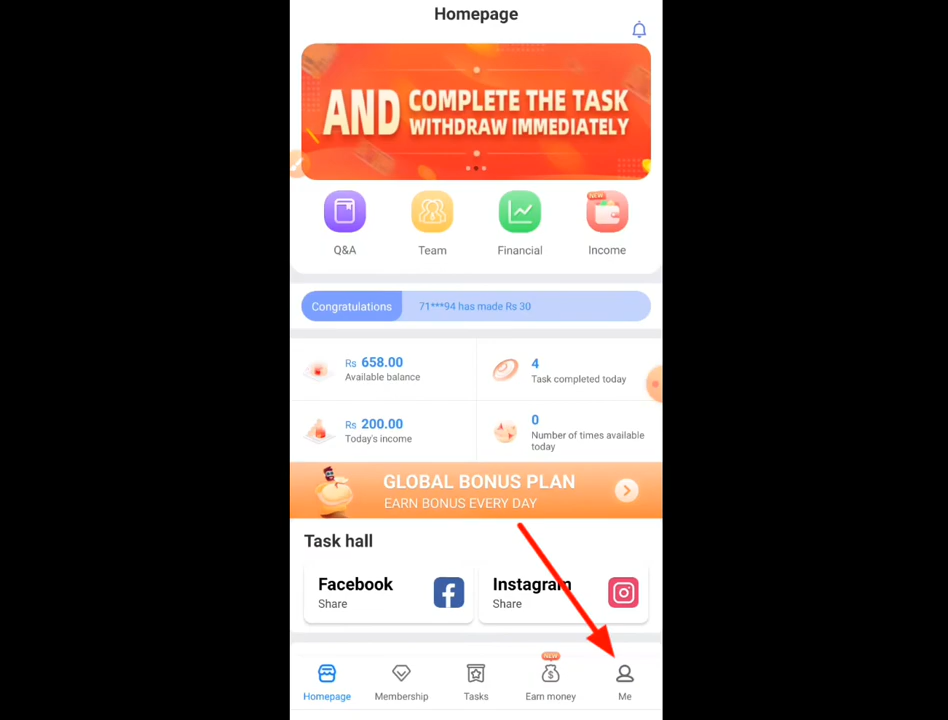 Homepage
AND COMPLETE THE TASK
WITHDRAW IMMEDIATELY
Q&A
Team
Financial
NEW
Income
Congratulations
71***94 has made Rs 30
Rs 658.00
Available balance
4
Task completed today
Rs 200.00
Today's income
0
Number of times available
today
GLOBAL BONUS PLAN
EARN BONUS EVERY DAY
Task hall
Facebook
Share
Instagram
Share
Homepage
Membership
Tasks
NEW
Earn money
Me